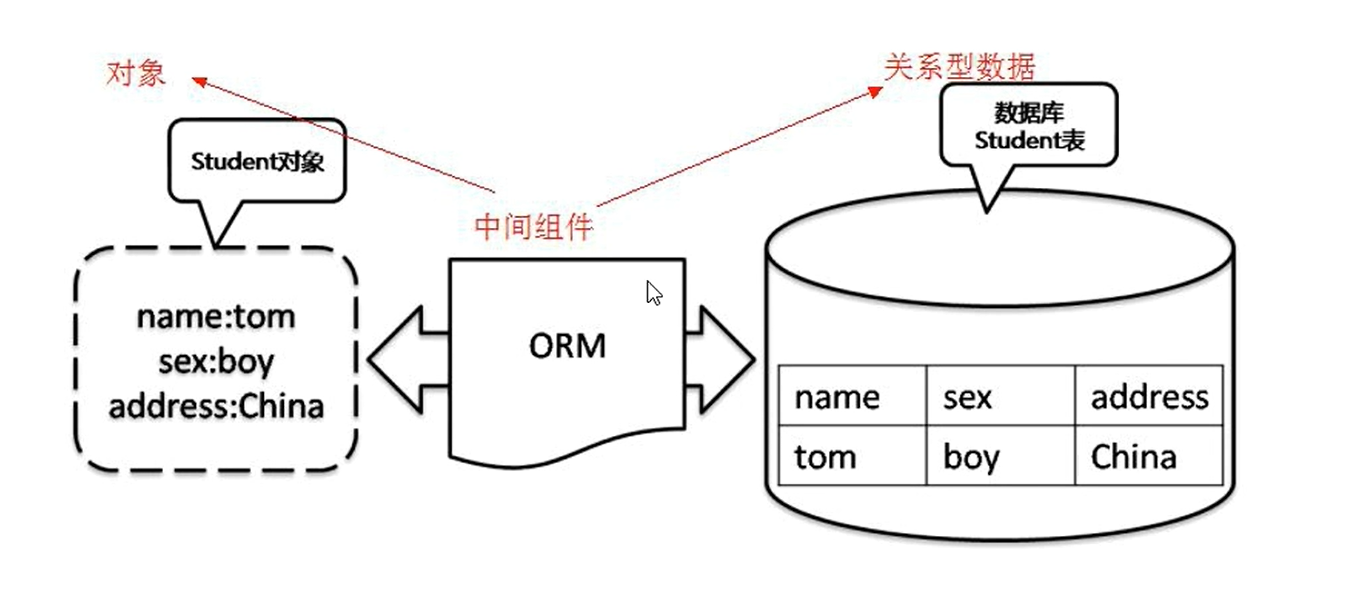 对象
关系型数据
数据库
Student表
Student对象
中间组件
name:tom
sex:boy
address:China
ORM
name sex address
tom boy China